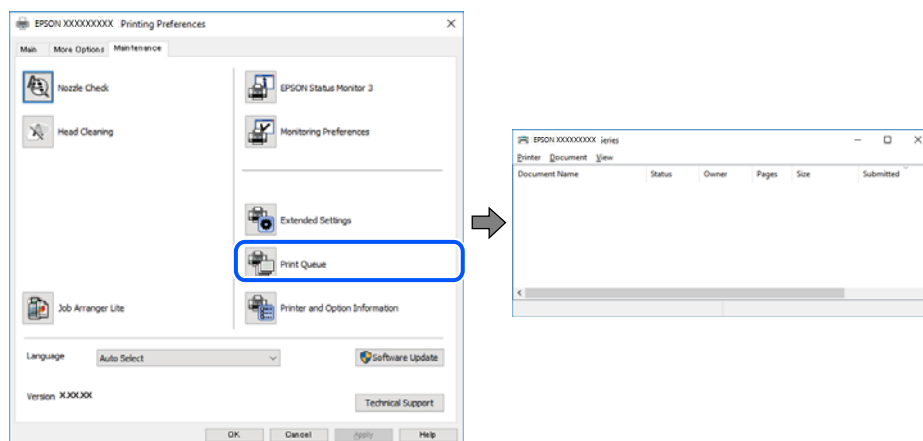 EPSON XXXXXXXXX Printing Preferences
Main More Options Maintenance
Nozzle Check
EPSON Status Monitor 3
Head Cleaning
Monitoring Preferences
Extended Settings
Print Queue
Job Arranger Lite
Printer and Option Information
Language Auto Select
Software Update
Version X.XX.XX
Technical Support
OK Cancel Apply Help
EPSON XXXXXXXXX ieries
Printer Document View
Document Name Status Owner Pages Size Submitted